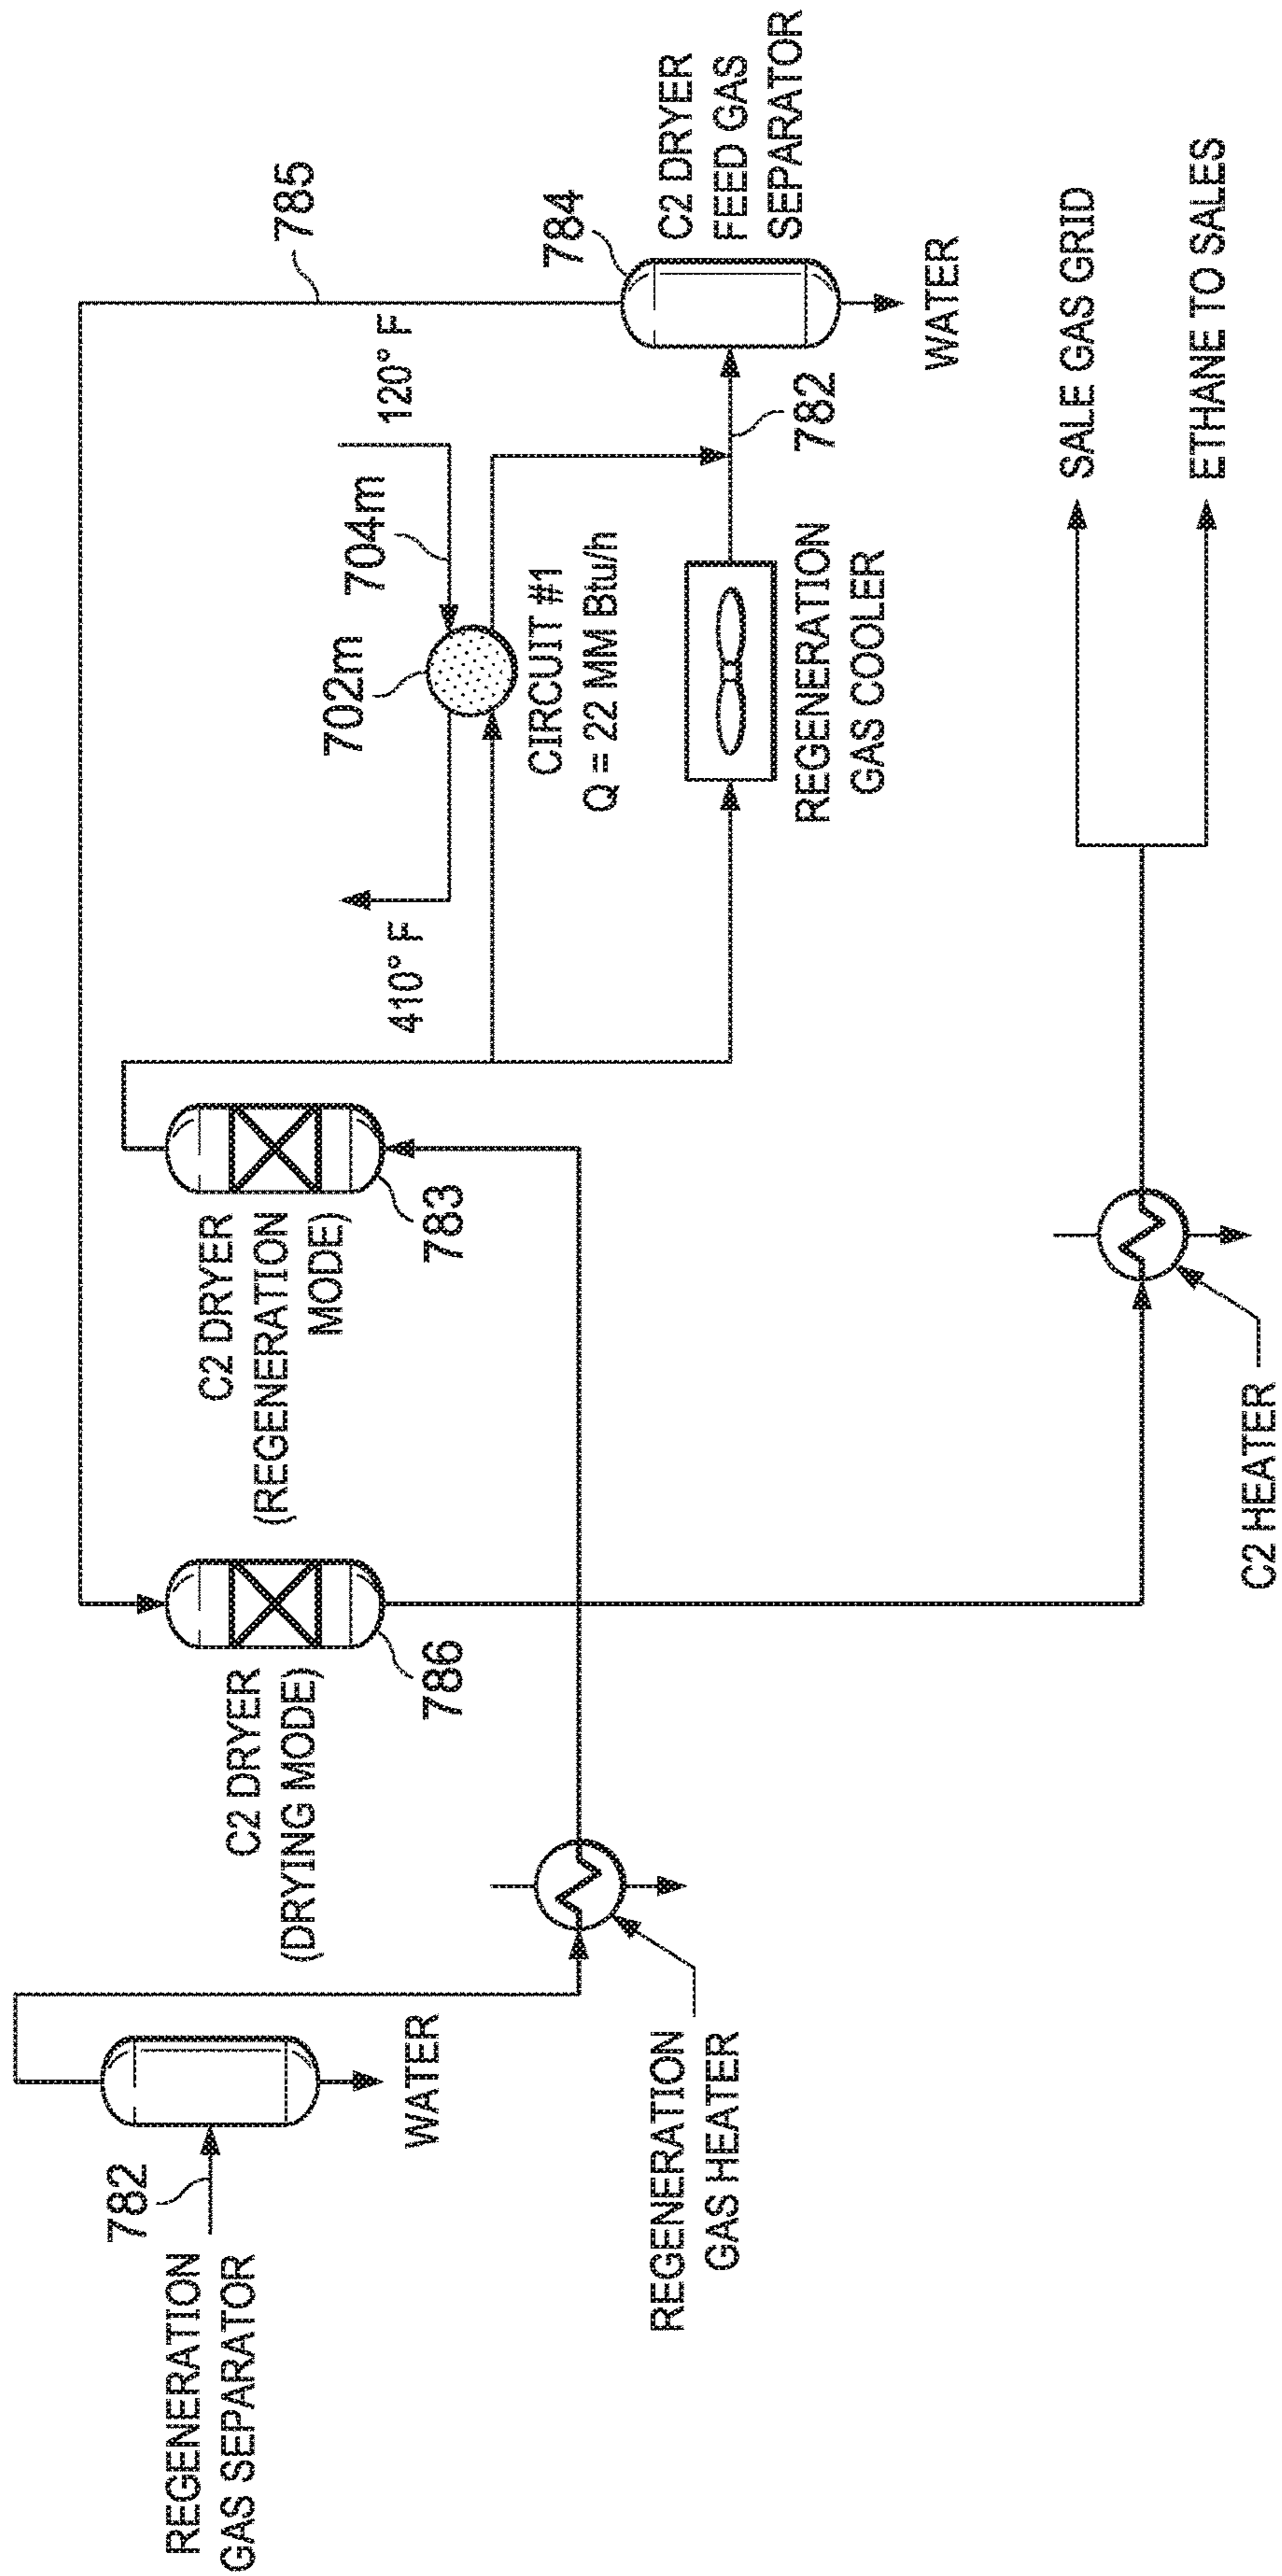 REGENERATION
GAS SEPARATOR
782
WATER
REGENERATION
GAS HEATER
C2 DRYER
(DRYING MODE)
786
C2 DRYER
(REGENERATION
MODE)
783
410° F
702m
704m
120° F
CIRCUIT #1
Q = 22 MM Btu/h
REGENERATION
GAS COOLER
785
784
C2 DRYER
FEED GAS
SEPARATOR
782
WATER
C2 HEATER
SALE GAS GRID
ETHANE TO SALES